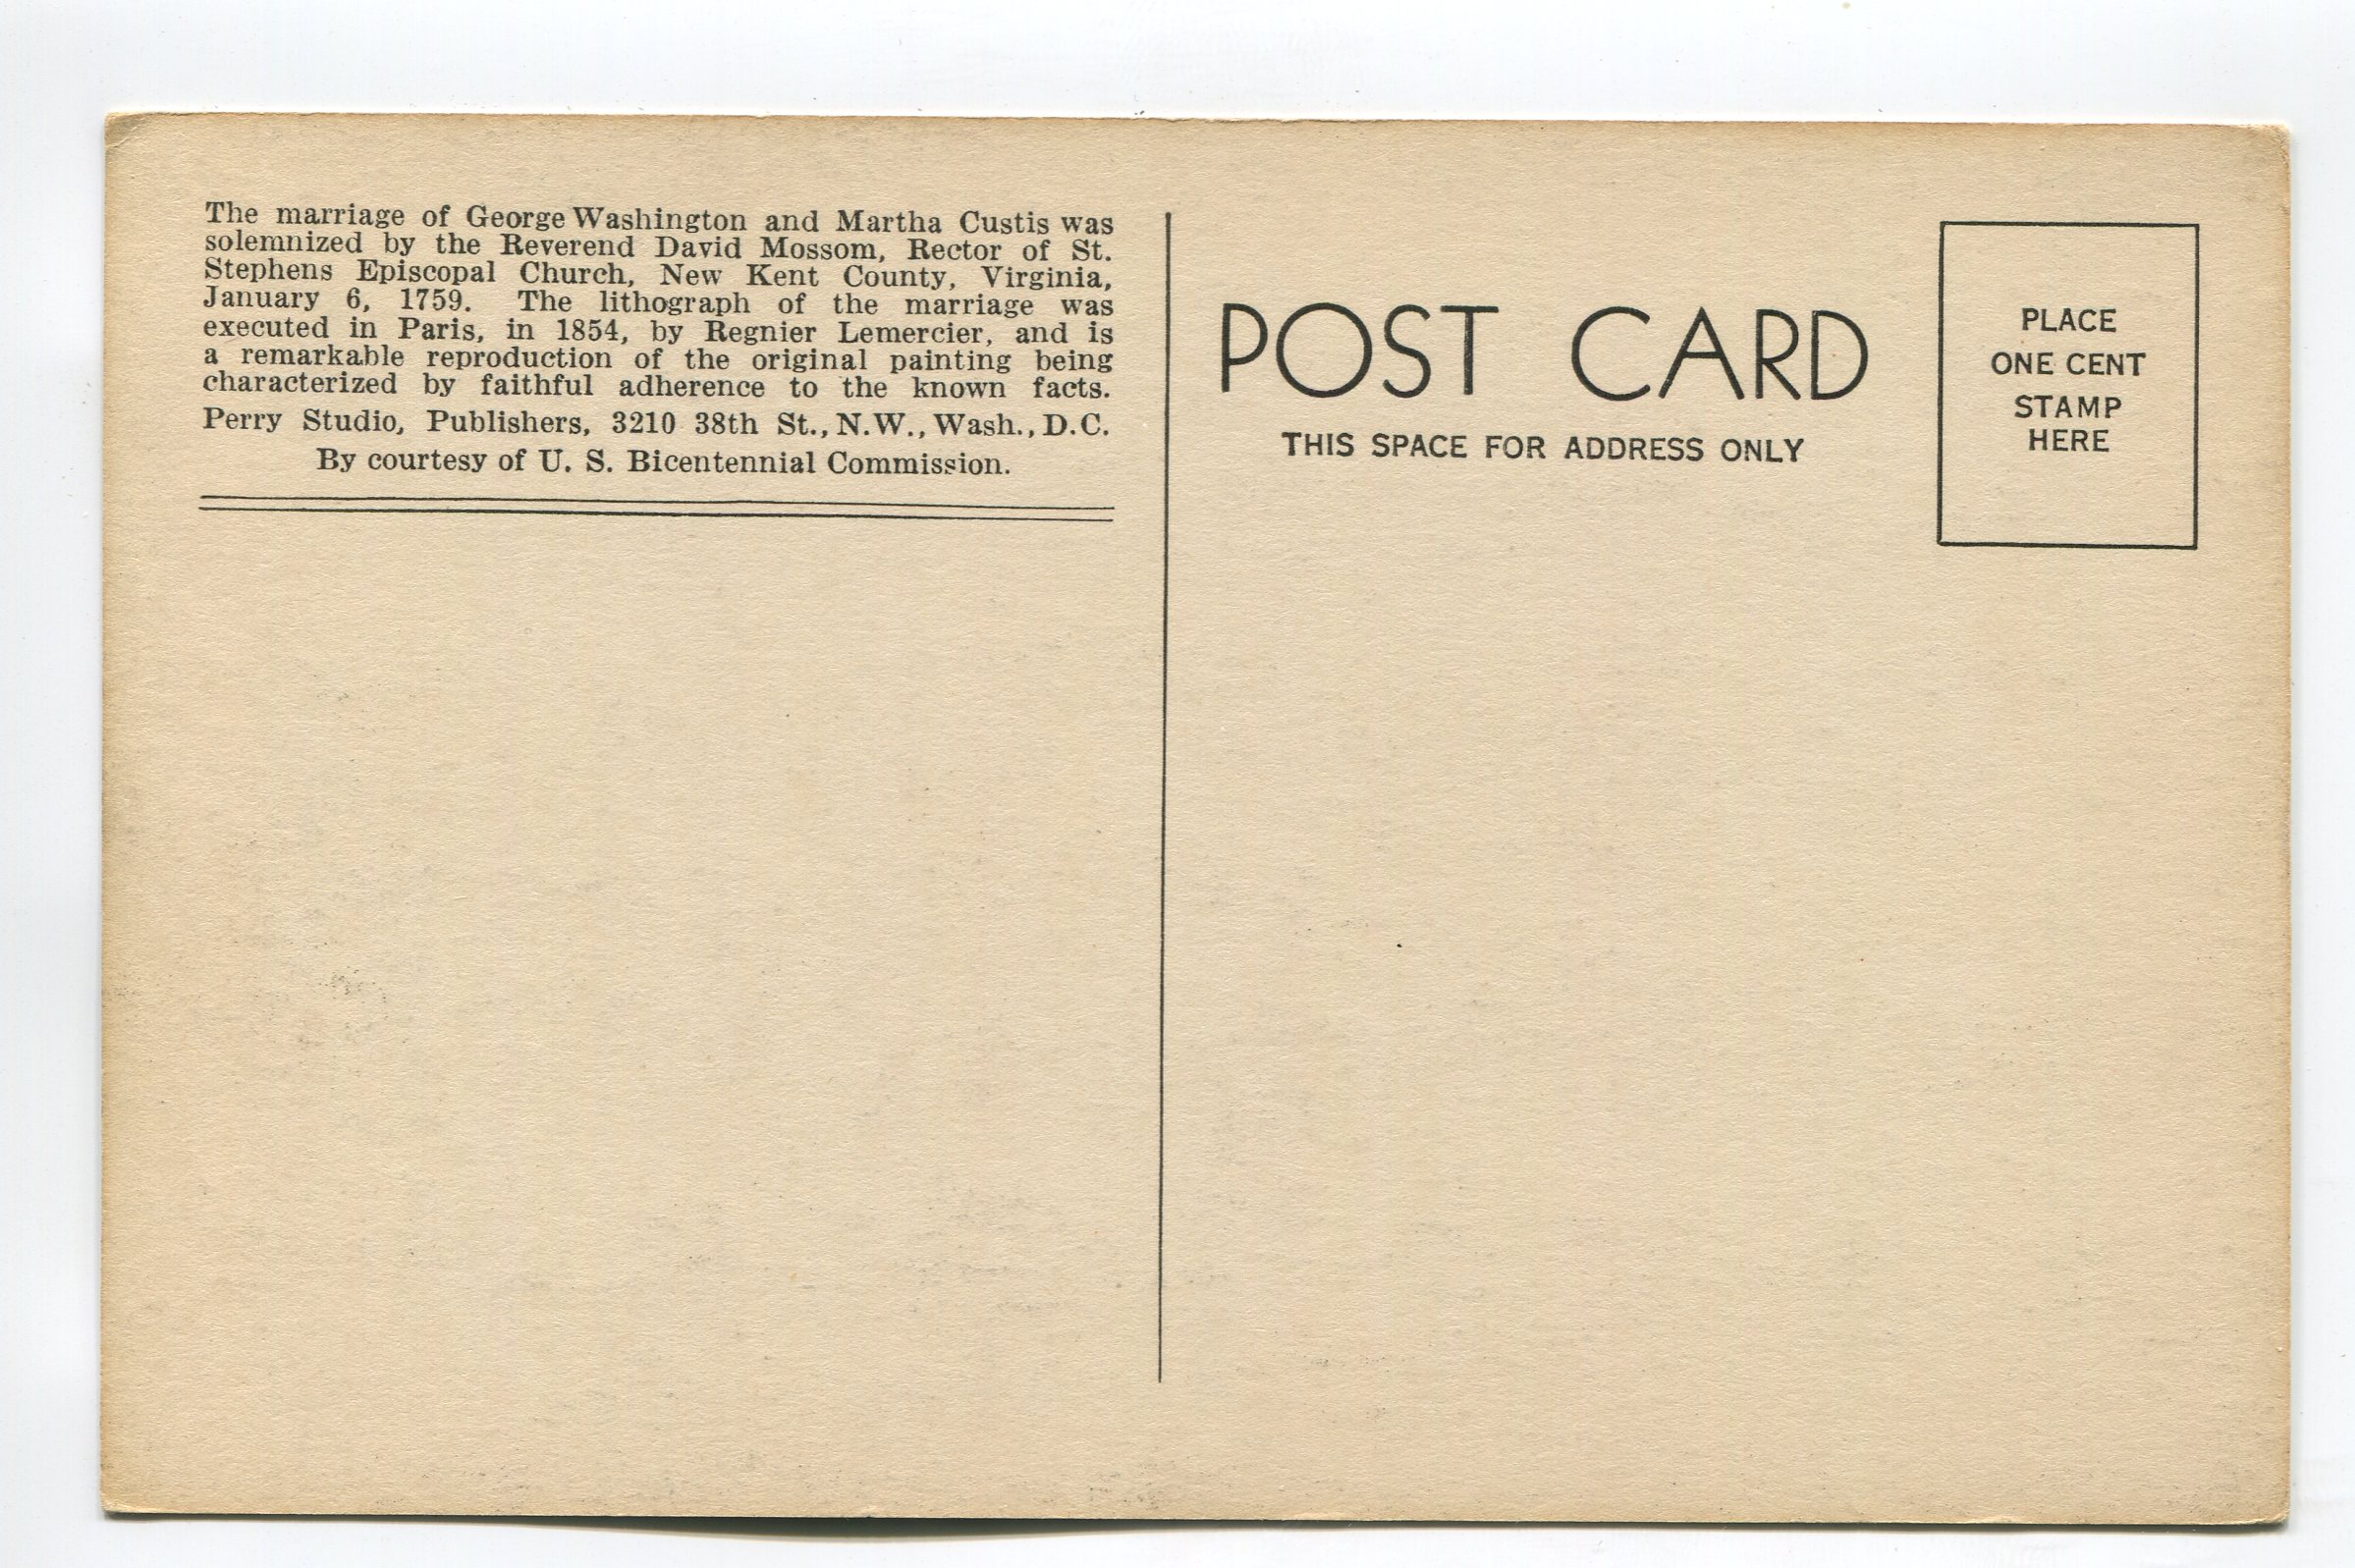 The marriage of George Washington and Martha Custis was
solemnized by the Reverend David Mossom, Rector of St.
Stephens Episcopal Church, New Kent County, Virginia,
January 6, 1759. The lithograph of the marriage was
executed in Paris, in 1854, by Regnier Lemercier, and is
a remarkable reproduction of the original painting being
characterized by faithful adherence to the known facts.
Perry Studio, Publishers, 3210 38th St., N.W., Wash., D.C.
By courtesy of U. S. Bicentennial Commission.
POST CARD
THIS SPACE FOR ADDRESS ONLY
PLACE
ONE CENT
STAMP
HERE